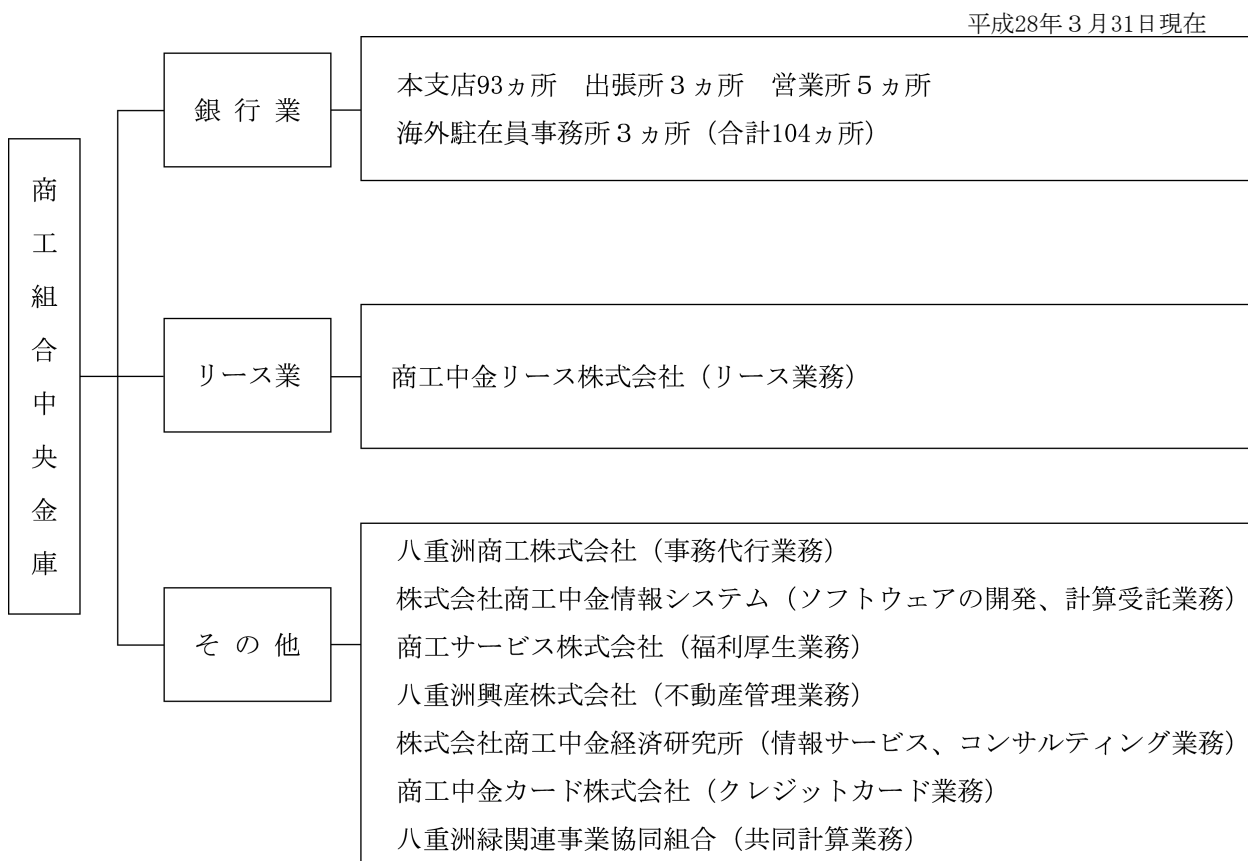 平成28年３月31日現在
商工組合中央金庫
銀行業
本支店93ヵ所　出張所３ヵ所　営業所５ヵ所
海外駐在員事務所３ヵ所（合計104ヵ所）
リース業
商工中金リース株式会社（リース業務）
その他
八重洲商工株式会社（事務代行業務）
株式会社商工中金情報システム（ソフトウェアの開発、計算受託業務）
商工サービス株式会社（福利厚生業務）
八重洲興産株式会社（不動産管理業務）
株式会社商工中金経済研究所（情報サービス、コンサルティング業務）
商工中金カード株式会社（クレジットカード業務）
八重洲緑関連事業協同組合（共同計算業務）